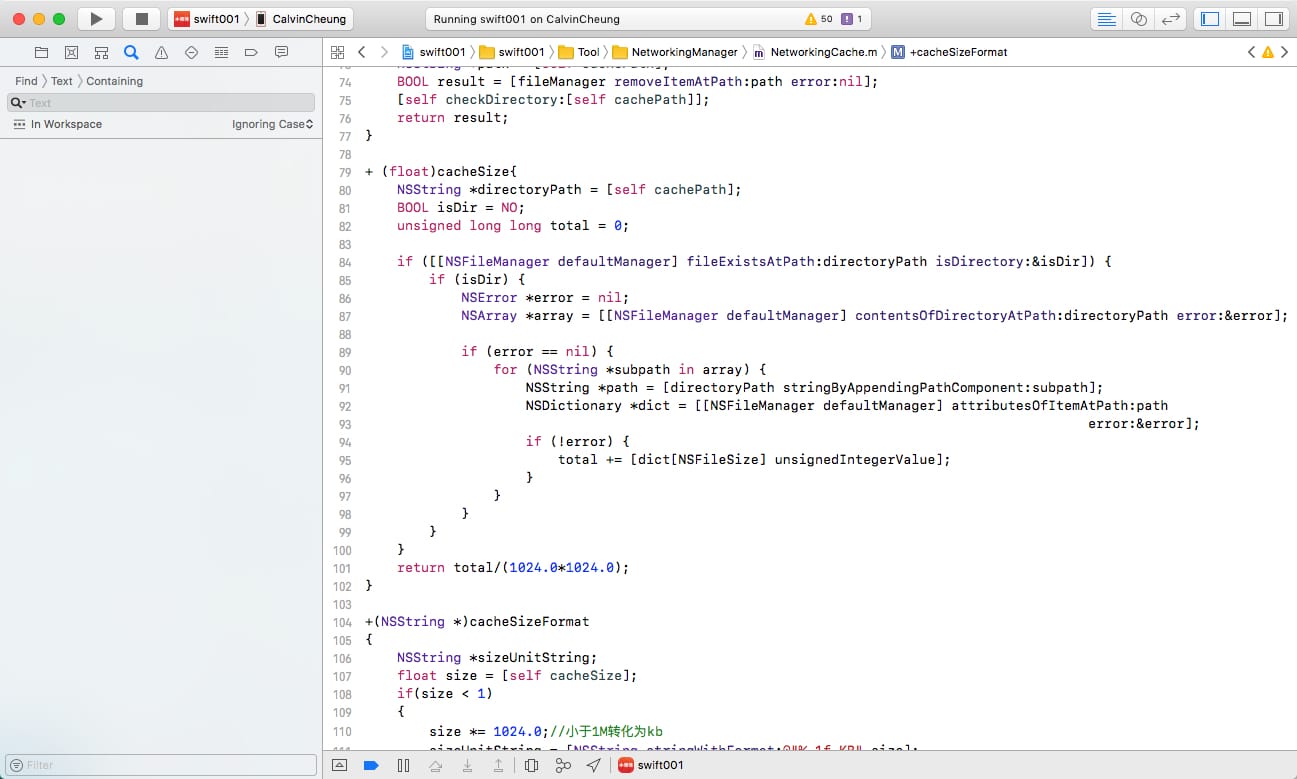 swift001 〉 CalvinCheung
Running swift001 on CalvinCheung
50 1
swift001 〉 swift001 〉 Tool 〉 NetworkingManager 〉 m NetworkingCache.m 〉 M +cacheSizeFormat
Find 〉 Text 〉 Containing
Text
In Workspace Ignoring Case
74 BOOL result = [fileManager removeItemAtPath:path error:nil];
75 [self checkDirectory:[self cachePath]];
76 return result;
77 }
78
79 + (float)cacheSize{
80 NSString *directoryPath = [self cachePath];
81 BOOL isDir = NO;
82 unsigned long long total = 0;
83
84 if ([[NSFileManager defaultManager] fileExistsAtPath:directoryPath isDirectory:&isDir]) {
85 if (isDir) {
86 NSError *error = nil;
87 NSArray *array = [[NSFileManager defaultManager] contentsOfDirectoryAtPath:directoryPath error:&error];
88
89 if (error == nil) {
90 for (NSString *subpath in array) {
91 NSString *path = [directoryPath stringByAppendingPathComponent:subpath];
92 NSDictionary *dict = [[NSFileManager defaultManager] attributesOfItemAtPath:path
93 error:&error];
94 if (!error) {
95 total += [dict[NSFileSize] unsignedIntegerValue];
96 }
97 }
98 }
99 }
100 }
101 return total/(1024.0*1024.0);
102 }
103
104 +(NSString *)cacheSizeFormat
105 {
106 NSString *sizeUnitString;
107 float size = [self cacheSize];
108 if(size < 1)
109 {
110 size *= 1024.0;//小于1M转化为kb
Filter
swift001